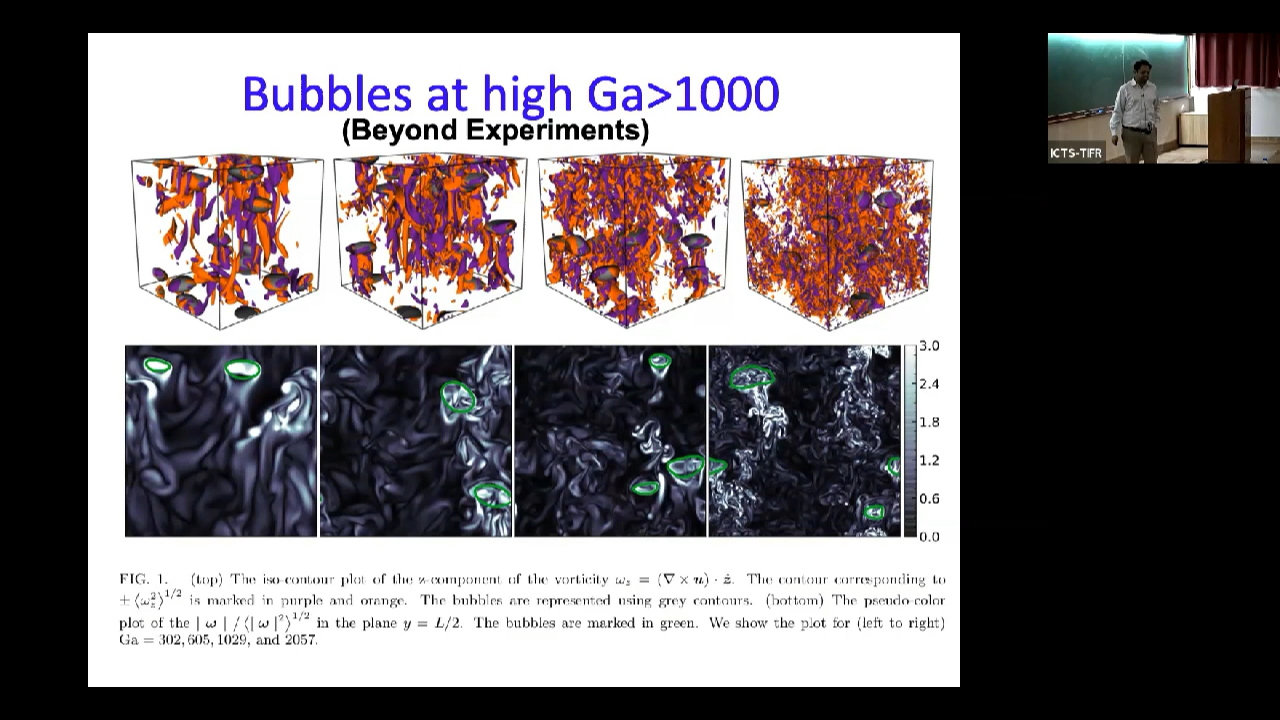 Bubbles at high Ga>1000
(Beyond Experiments)
ICTS-TIFR
3.0
2.4
1.8
1.2
0.6
0.0
FIG. 1. (top) The iso-contour plot of the z-component of the vorticity ω_z = (∇ × u) · ẑ. The contour corresponding to
± ⟨ω_z^2⟩^1/2 is marked in purple and orange. The bubbles are represented using grey contours. (bottom) The pseudo-color
plot of the | ω | / ⟨| ω |^2⟩^1/2 in the plane y = L/2. The bubbles are marked in green. We show the plot for (left to right)
Ga = 302, 605, 1029, and 2057.